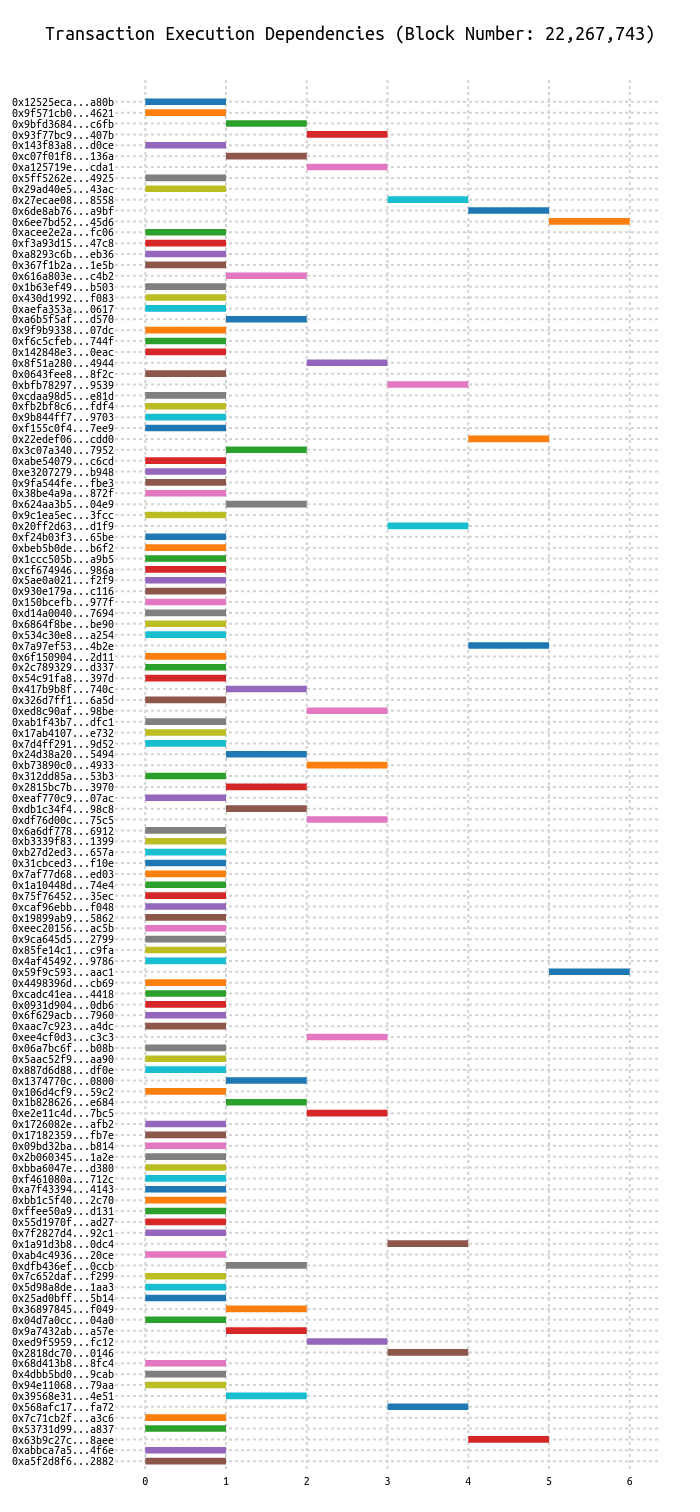 Transaction Execution Dependencies (Block Number: 22,267,743)
0x12525eca...a80b
0x9f571cb0...4621
0x9bfd3684...c6fb
0x93f77bc9...407b
0x143f83a8...d0ce
0xc07f01f8...136a
0xa125719e...cda1
0x5ff5262e...4925
0x29ad40e5...43ac
0x27ecae08...8558
0x6de8ab76...a9bf
0x6ee7bd52...45d6
0xacee2e2a...fc06
0xf3a93d15...47c8
0xa8293c6b...eb36
0x367f1b2a...1e5b
0x616a803e...c4b2
0x1b63ef49...b503
0x430d1992...f083
0xaefa353a...0617
0xa6b5f5af...d570
0x9f9b9338...07dc
0xf6c5cfeb...744f
0x142848e3...0eac
0x8f51a280...4944
0x0643fee8...8f2c
0xbfb78297...9539
0xcdaa98d5...e81d
0xfb2bf8c6...fdf4
0x9b844ff7...9703
0xf155c0f4...7ee9
0x22edef06...cdd0
0x3c07a340...7952
0xabe54079...c6cd
0xe3207279...b948
0x9fa544fe...fbe3
0x38be4a9a...872f
0x624aa3b5...04e9
0x9c1ea5ec...3fcc
0x20ff2d63...d1f9
0xf24b03f3...65be
0xbeb5b0de...b6f2
0x1ccc505b...a9b5
0xcf674946...986a
0x5ae0a021...f2f9
0x930e179a...c116
0x150bcefb...977f
0xd14a0040...7694
0x6864f8be...be90
0x534c30e8...a254
0x7a97ef53...4b2e
0x6f150904...2d11
0x2c789329...d337
0x54c91fa8...397d
0x417b9b8f...740c
0x326d7ff1...6a5d
0xed8c90af...98be
0xab1f43b7...dfc1
0x17ab4107...e732
0x7d4ff291...9d52
0x24d38a20...5494
0xb73890c0...4933
0x312dd85a...53b3
0x2815bc7b...3970
0xeaf770c9...07ac
0xdb1c34f4...98c8
0xdf76d00c...75c5
0x6a6df778...6912
0xb3339f83...1399
0xb27d2ed3...657a
0x31cbced3...f10e
0x7af77d68...ed03
0x1a10448d...74e4
0x75f76452...35ec
0xcaf96ebb...f048
0x19899ab9...5862
0xeec20156...ac5b
0x9ca645d5...2799
0x85fe14c1...c9fa
0x4af45492...9786
0x59f9c593...aac1
0x4498396d...cb69
0xcadc41ea...4418
0x0931d904...0db6
0x6f629acb...7960
0xaac7c923...a4dc
0xee4cf0d3...c3c3
0x06a7bc6f...b08b
0x5aac52f9...aa90
0x887d6d88...df0e
0x1374770c...0800
0x106d4cf9...59c2
0x1b828626...e684
0xe2e11c4d...7bc5
0x1726082e...afb2
0x17182359...fb7e
0x09bd32ba...b814
0x2b060345...1a2e
0xbba6047e...d380
0xf461080a...712c
0xa7f43394...4143
0xbb1c5f40...2c70
0xffee50a9...d131
0x55d1970f...ad27
0x7f2827d4...92c1
0x1a91d3b8...0dc4
0xab4c4936...20ce
0xdfb436ef...0ccb
0x7c652daf...f299
0x5d98a8de...1aa3
0x25ad0bff...5b14
0x36897845...f049
0x04d7a0cc...04a0
0x9a7432ab...a57e
0xed9f5959...fc12
0x2818dc70...0146
0x68d413b8...8fc4
0x4dbb5bd0...9cab
0x94e11068...79aa
0x39568e31...4e51
0x568afc17...fa72
0x7c71cb2f...a3c6
0x53731d99...a837
0x63b9c27c...8aee
0xabbca7a5...4f6e
0xa5f2d8f6...2882
0 1 2 3 4 5 6